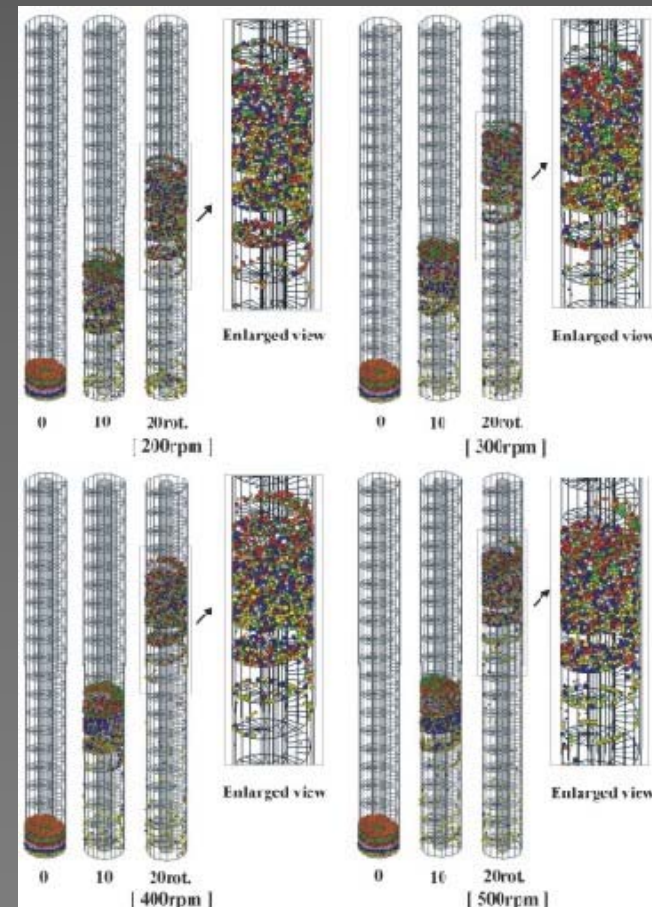 Enlarged view
0 10 20rot.
[ 200rpm ]
Enlarged view
0 10 20rot.
[ 300rpm ]
Enlarged view
0 10 20rot.
[ 400rpm ]
Enlarged view
0 10 20rot.
[ 500rpm ]